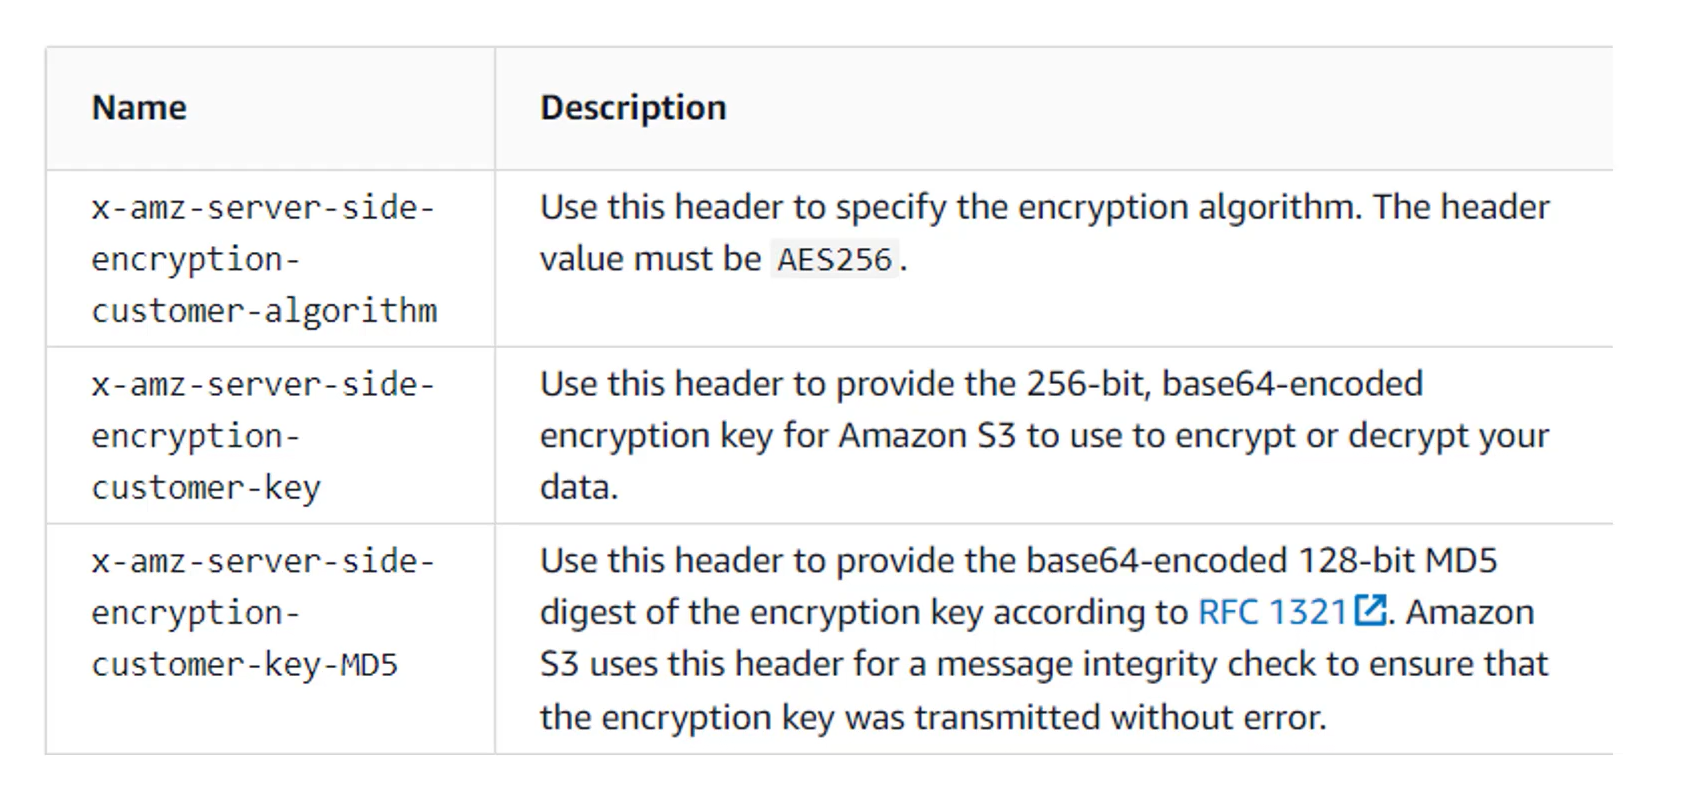 Name
Description
x-amz-server-side-
encryption-
customer-algorithm
Use this header to specify the encryption algorithm. The header
value must be AES256.
x-amz-server-side-
encryption-
customer-key
Use this header to provide the 256-bit, base64-encoded
encryption key for Amazon S3 to use to encrypt or decrypt your
data.
x-amz-server-side-
encryption-
customer-key-MD5
Use this header to provide the base64-encoded 128-bit MD5
digest of the encryption key according to RFC 1321. Amazon
S3 uses this header for a message integrity check to ensure that
the encryption key was transmitted without error.